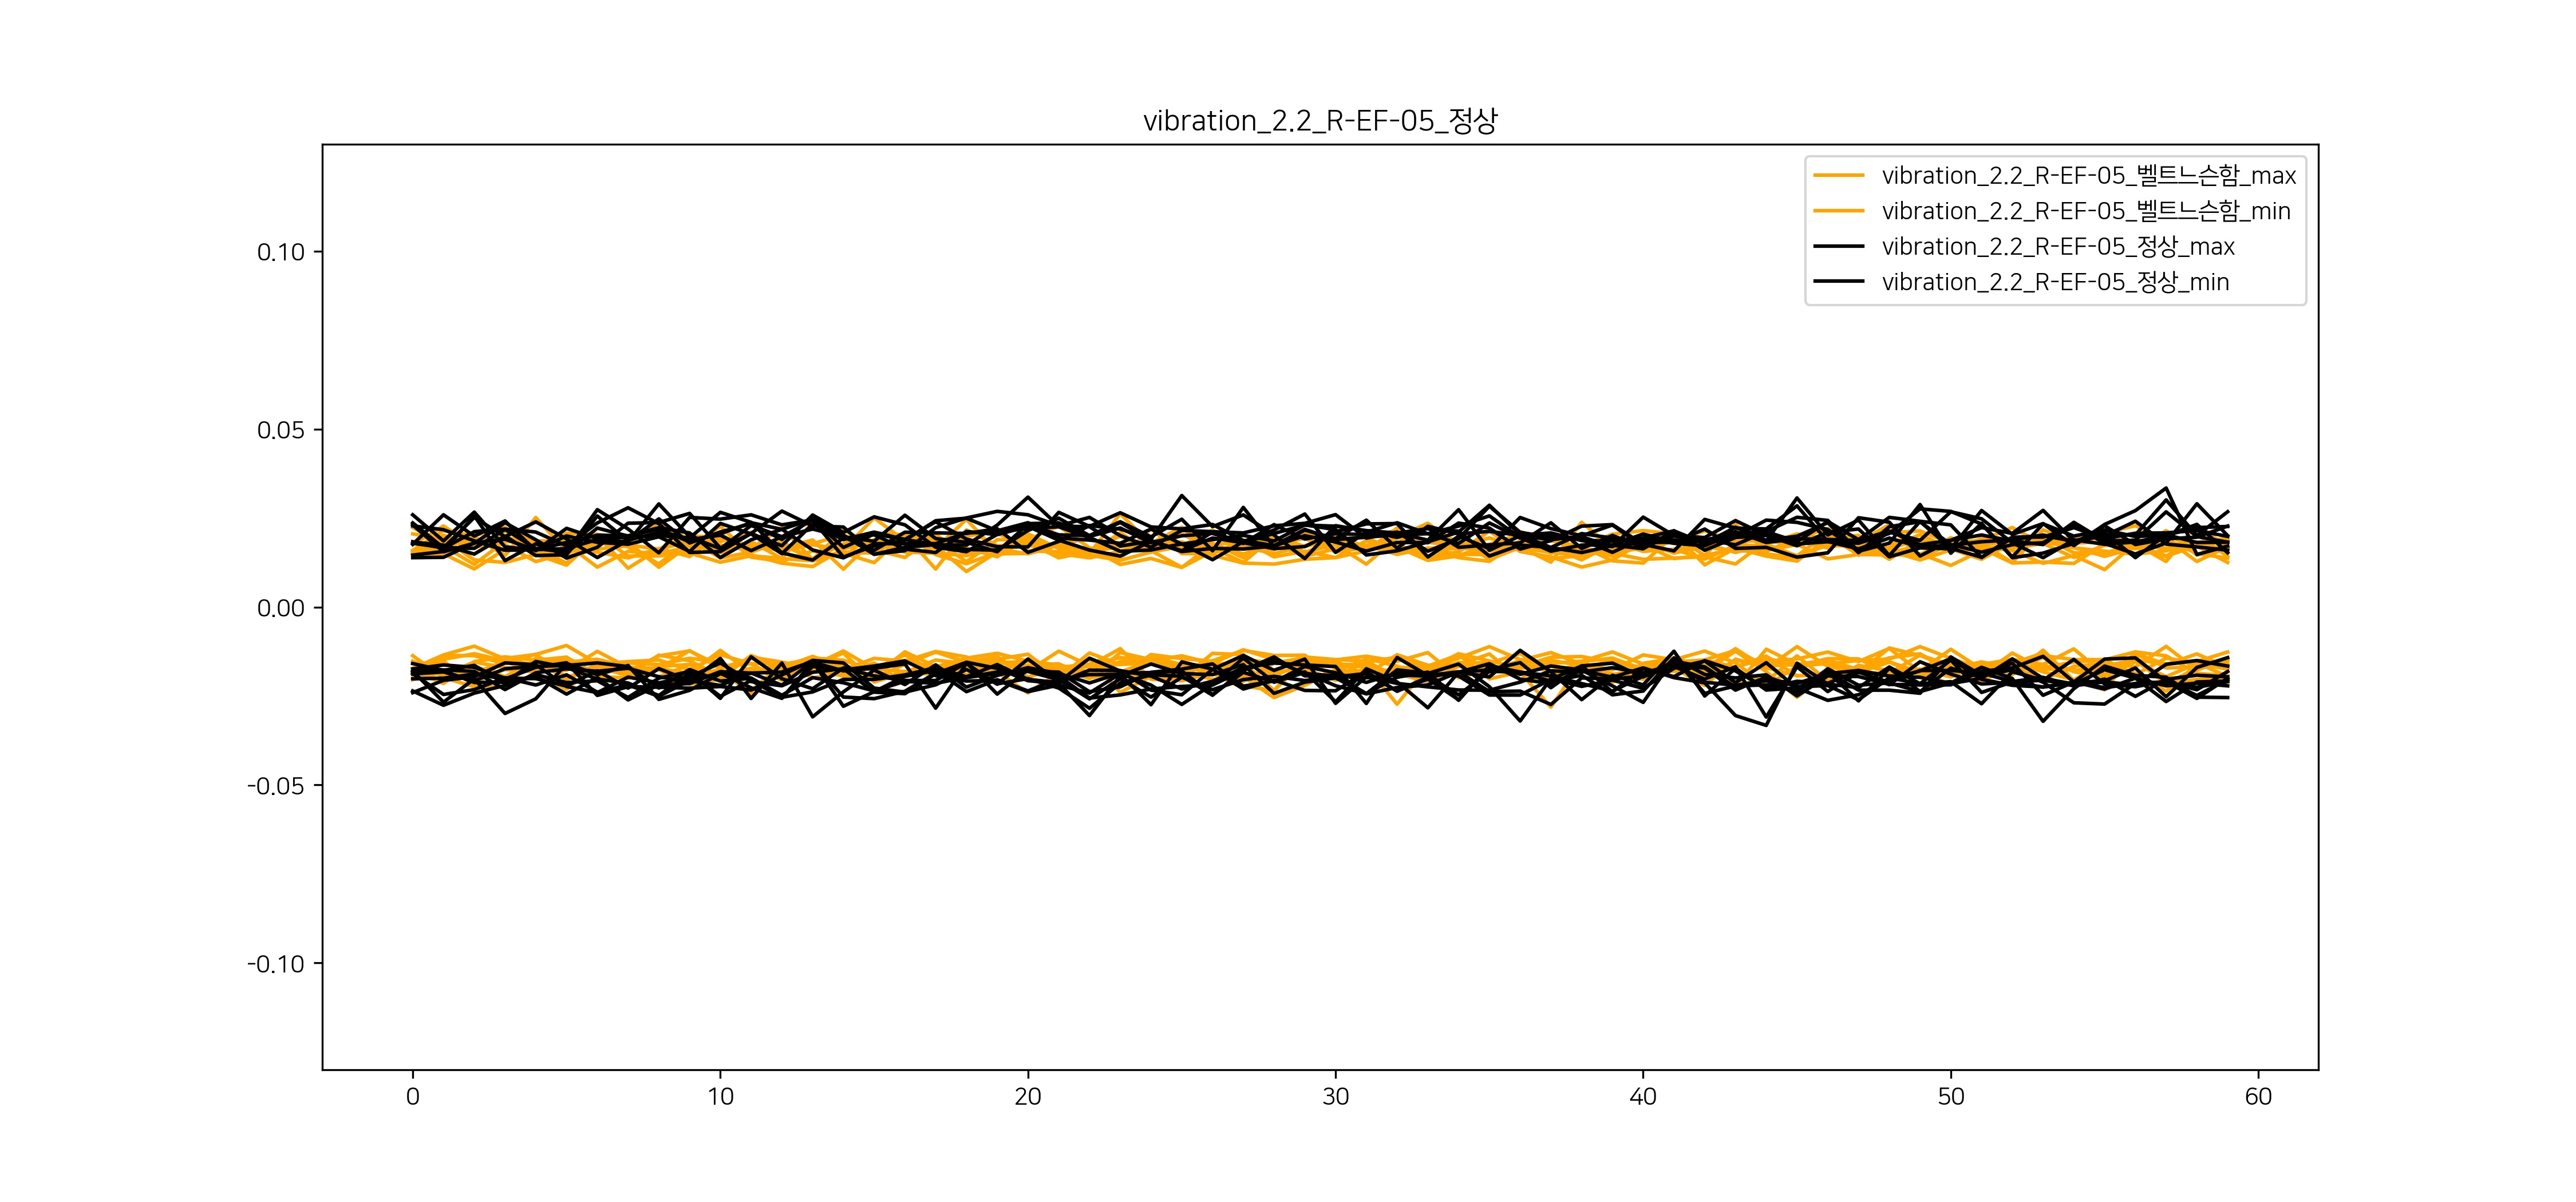 vibration_2.2_R-EF-05_정상
vibration_2.2_R-EF-05_벨트느슨함_max
vibration_2.2_R-EF-05_벨트느슨함_min
vibration_2.2_R-EF-05_정상_max
vibration_2.2_R-EF-05_정상_min
0.10
0.05
0.00
-0.05
-0.10
0 10 20 30 40 50 60